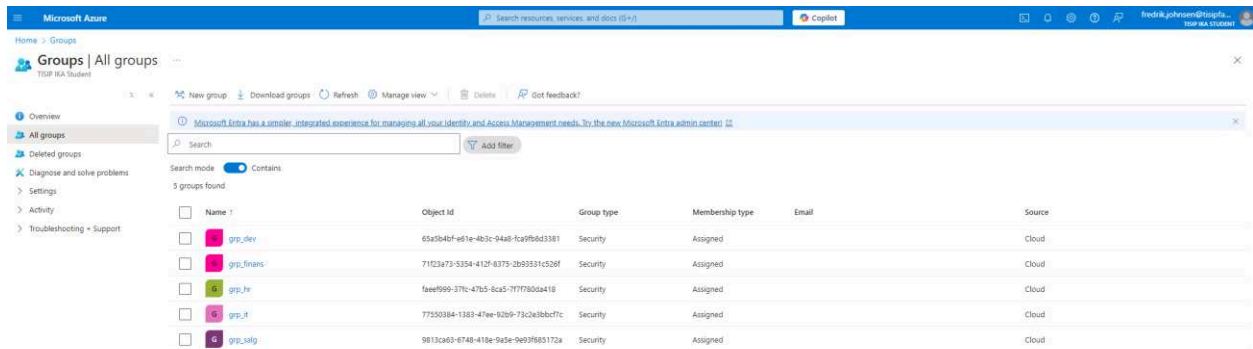 Microsoft Azure
Search resources, services, and docs (G+/)
Copilot
fredrik.johnsen@tisipfa...
TISIP IKA STUDENT
Home > Groups
Groups | All groups ...
TISIP IKA Student
New group Download groups Refresh Manage view Delete Got feedback?
Overview
All groups
Deleted groups
Diagnose and solve problems
Settings
Activity
Troubleshooting + Support
Microsoft Entra has a simpler, integrated experience for managing all your Identity and Access Management needs. Try the new Microsoft Entra admin center!
Search
Add filter
Search mode Contains
5 groups found
Name ↑ Object Id Group type Membership type Email Source
G grp_dev 65a5b4bf-e61e-4b3c-94a8-fca9fb8d3381 Security Assigned Cloud
G grp_finans 71f23a73-5354-412f-8375-2b93531c526f Security Assigned Cloud
G grp_hr faeef999-37fc-47b5-8ca5-7f7f780da418 Security Assigned Cloud
G grp_it 77550384-1383-47ee-92b9-73c2e3bbcf7c Security Assigned Cloud
G grp_salg 9813ca63-6748-418e-9a5e-9e93f685172a Security Assigned Cloud